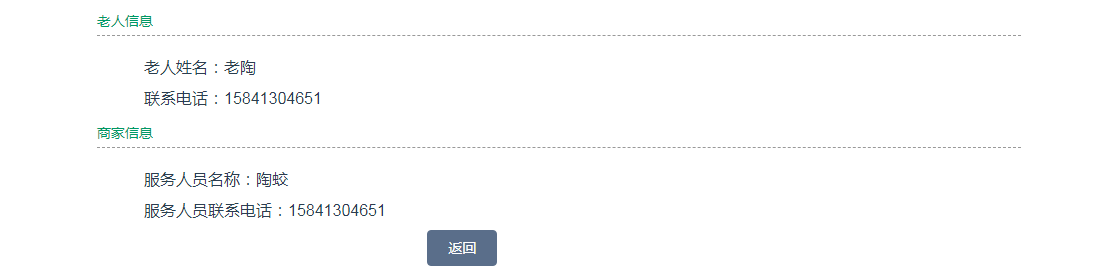 老人信息
老人姓名：老陶
联系电话：15841304651
商家信息
服务人员名称：陶蛟
服务人员联系电话：15841304651
返回